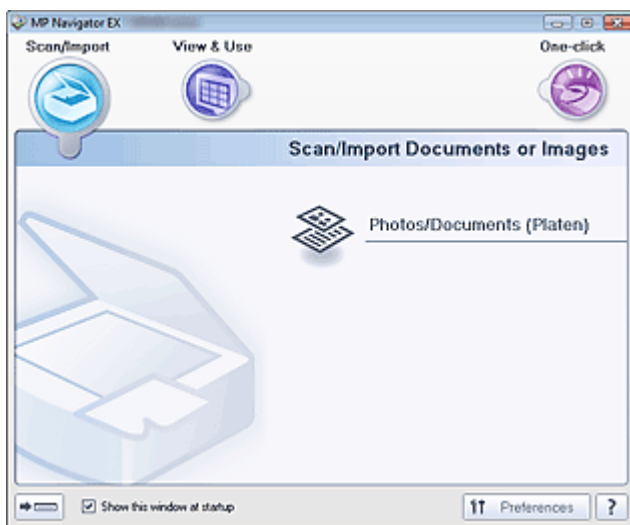 MP Navigator EX
Scan/Import
View & Use
One-click
Scan/Import Documents or Images
Photos/Documents (Platen)
Show this window at startup
Preferences
?